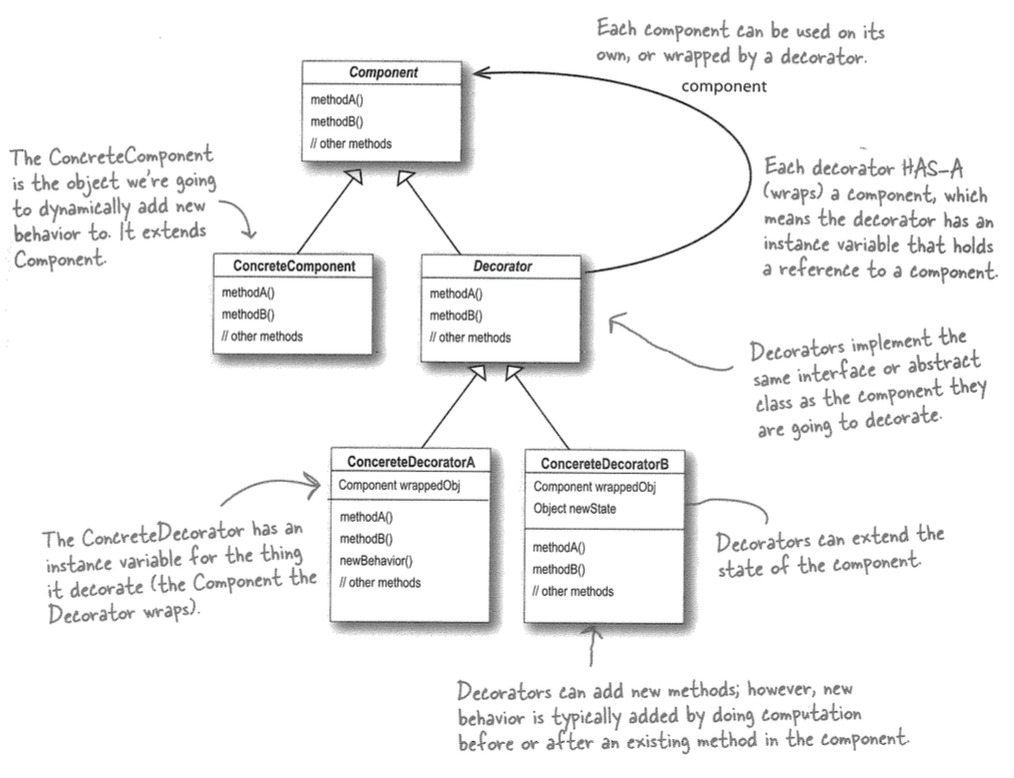 Each component can be used on its
own, or wrapped by a decorator.
component
Component
methodA()
methodB()
// other methods
The ConcreteComponent
is the object we're going
to dynamically add new
behavior to. It extends
Component.
Each decorator HAS-A
(wraps) a component, which
means the decorator has an
instance variable that holds
a reference to a component.
ConcreteComponent
methodA()
methodB()
// other methods
Decorator
methodA()
methodB()
// other methods
Decorators implement the
same interface or abstract
class as the component they
are going to decorate.
ConcereteDecoratorA
Component wrappedObj
methodA()
methodB()
newBehavior()
// other methods
ConcereteDecoratorB
Component wrappedObj
Object newState
methodA()
methodB()
// other methods
The ConcreteDecorator has an
instance variable for the thing
it decorate (the Component the
Decorator wraps).
Decorators can extend the
state of the component.
Decorators can add new methods; however, new
behavior is typically added by doing computation
before or after an existing method in the component.